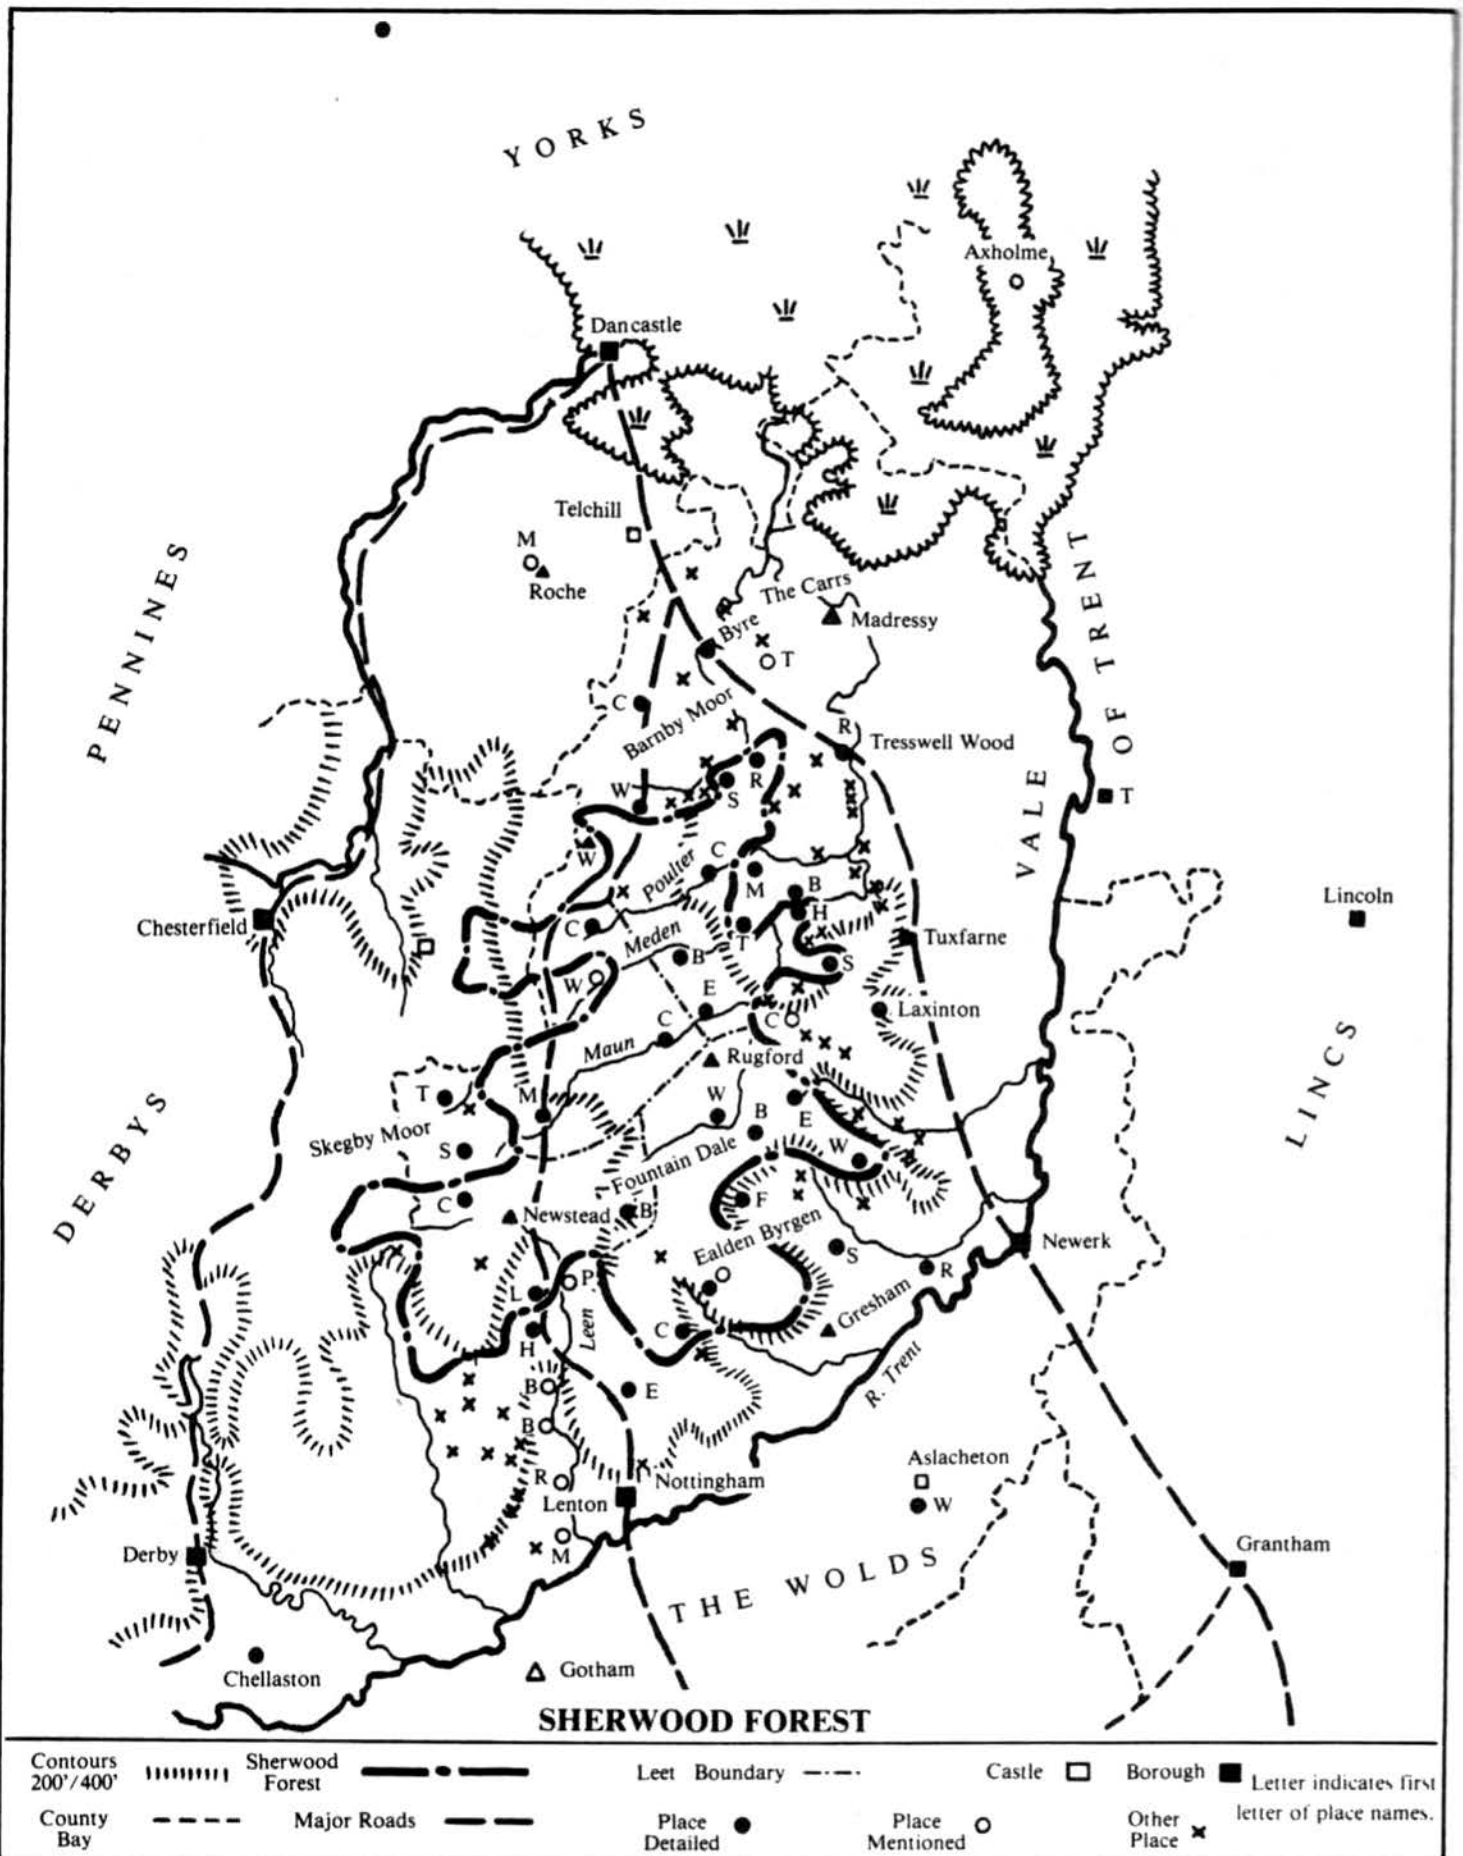 YORKS
Axholme
Dancastle
Telchill
M
Roche
The Carrs
Madressy
Byre
T
PENNINES
VALE OF TRENT
C
Barnby Moor
R
Tresswell Wood
W
R
S
T
W
Poulter
C
M
B
H
Lincoln
Chesterfield
C
Meden
T
Tuxfarne
B
S
W
E
Laxinton
C
C
Maun
Rugford
LINCS
DERBYS
T
M
W
B
E
Skegby Moor
S
Fountain Dale
W
C
Newstead
B
F
Ealden Byrgen
Newerk
S
R
P
L
Leen
Gresham
C
H
R. Trent
B
E
B
Aslacheton
R
Nottingham
Lenton
W
M
Derby
Grantham
THE WOLDS
Chellaston
Gotham
SHERWOOD FOREST
Contours
200'/400'
Sherwood
Forest
Leet Boundary
Castle
Borough
Letter indicates first
letter of place names.
County
Bay
Major Roads
Place
Detailed
Place
Mentioned
Other
Place